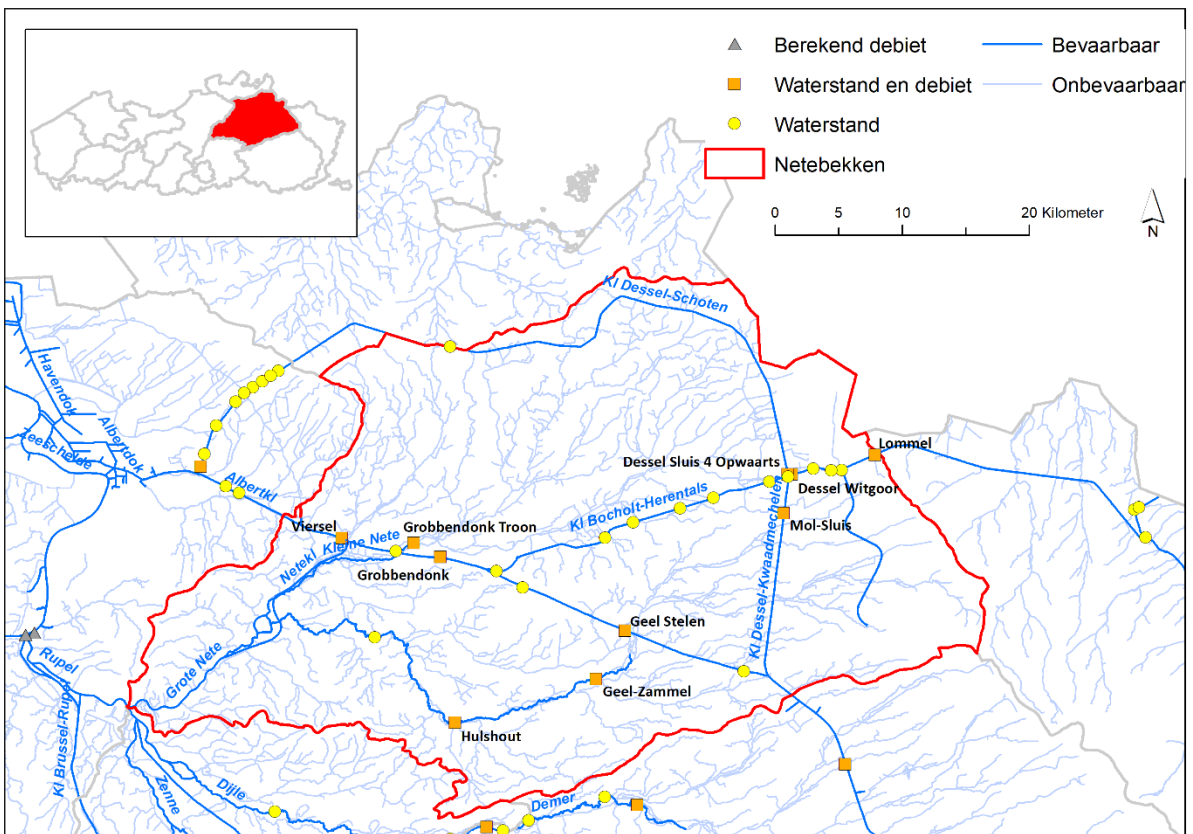 Berekend debiet
Bevaarbaar
Waterstand en debiet
Onbevaarbaar
Waterstand
Netebekken
0 5 10 20 Kilometer
N
Kl Dessel-Schoten
Havendok
Albertdok
Zeeschelde
Albertkl
Lommel
Dessel Sluis 4 Opwaarts
Dessel Witgoor
Kl Bocholt-Herentals
Mol-Sluis
Viersel
Grobbendonk Troon
Netekl
Kleine Nete
Grobbendonk
Kl Dessel-Kwaadmechelen
Geel Stelen
Rupel
Grote Nete
Geel-Zammel
Hulshout
Kl Brussel-Rupel
Zenne
Dijle
Demer